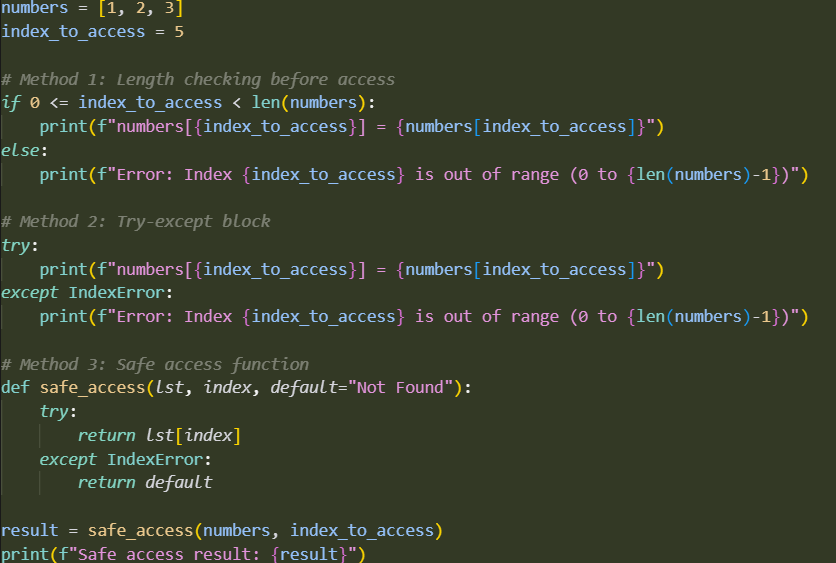 numbers = [1, 2, 3]
index_to_access = 5

# Method 1: Length checking before access
if 0 <= index_to_access < len(numbers):
    print(f"numbers[{index_to_access}] = {numbers[index_to_access]}")
else:
    print(f"Error: Index {index_to_access} is out of range (0 to {len(numbers)-1})")

# Method 2: Try-except block
try:
    print(f"numbers[{index_to_access}] = {numbers[index_to_access]}")
except IndexError:
    print(f"Error: Index {index_to_access} is out of range (0 to {len(numbers)-1})")

# Method 3: Safe access function
def safe_access(lst, index, default="Not Found"):
    try:
        return lst[index]
    except IndexError:
        return default

result = safe_access(numbers, index_to_access)
print(f"Safe access result: {result}")